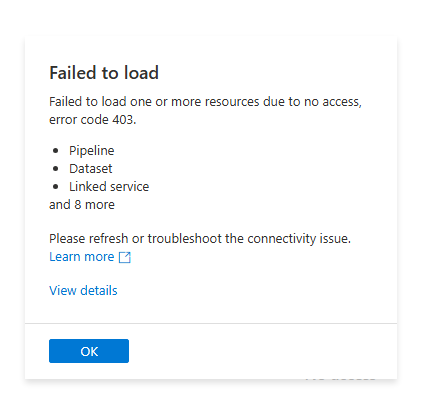 Failed to load
Failed to load one or more resources due to no access,
error code 403.
• Pipeline
• Dataset
• Linked service
and 8 more
Please refresh or troubleshoot the connectivity issue.
Learn more
View details
OK